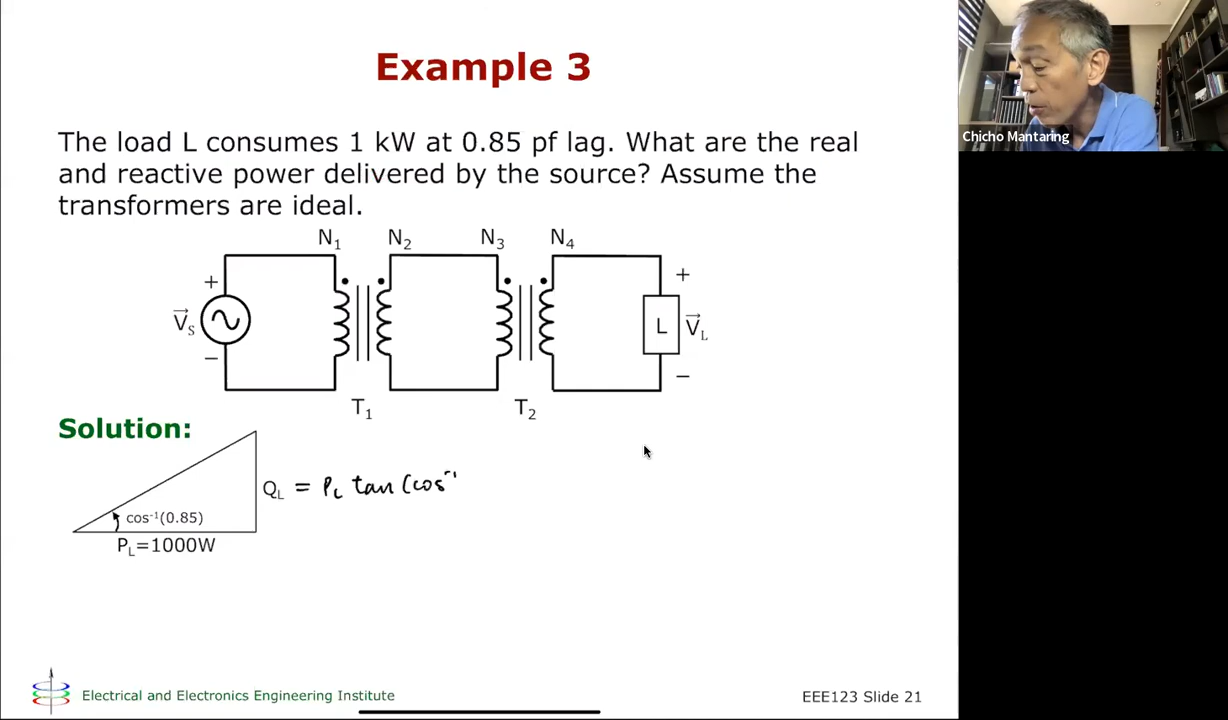 Example 3
The load L consumes 1 kW at 0.85 pf lag. What are the real
and reactive power delivered by the source? Assume the
transformers are ideal.
N₁ N₂ N₃ N₄
+ +
V⃗s L V⃗L
− −
T₁ T₂
Solution:
QL = PL tan(cos⁻¹
cos⁻¹(0.85)
PL=1000W
Electrical and Electronics Engineering Institute
EEE123 Slide 21
Chicho Mantaring